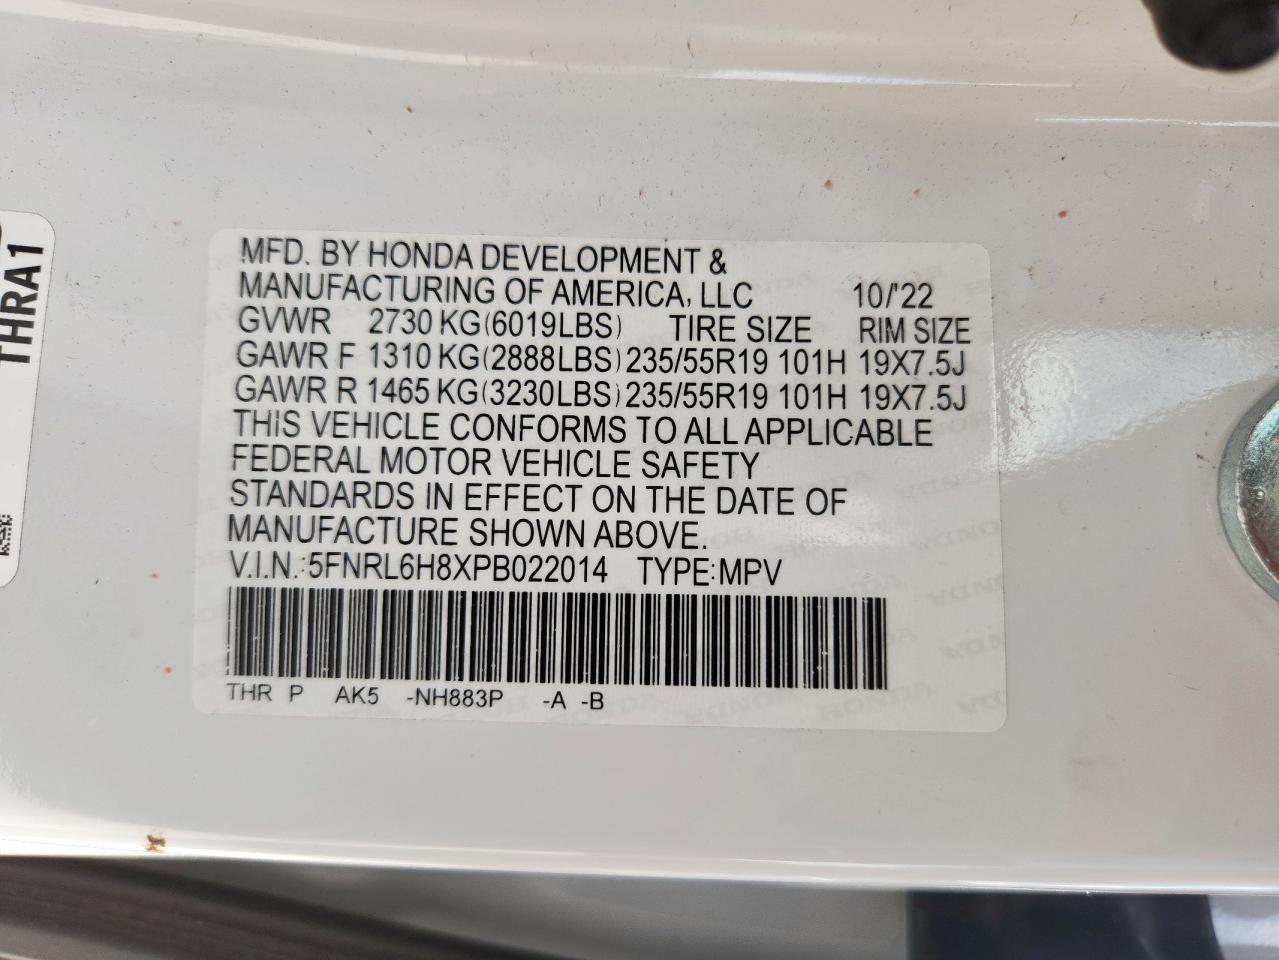 THRA1
MFD. BY HONDA DEVELOPMENT &
MANUFACTURING OF AMERICA, LLC 10/'22
GVWR 2730 KG(6019LBS) TIRE SIZE RIM SIZE
GAWR F 1310 KG(2888LBS) 235/55R19 101H 19X7.5J
GAWR R 1465 KG(3230LBS) 235/55R19 101H 19X7.5J
THIS VEHICLE CONFORMS TO ALL APPLICABLE
FEDERAL MOTOR VEHICLE SAFETY
STANDARDS IN EFFECT ON THE DATE OF
MANUFACTURE SHOWN ABOVE.
V.I.N.:5FNRL6H8XPB022014 TYPE:MPV
THR P AK5 -NH883P -A -B